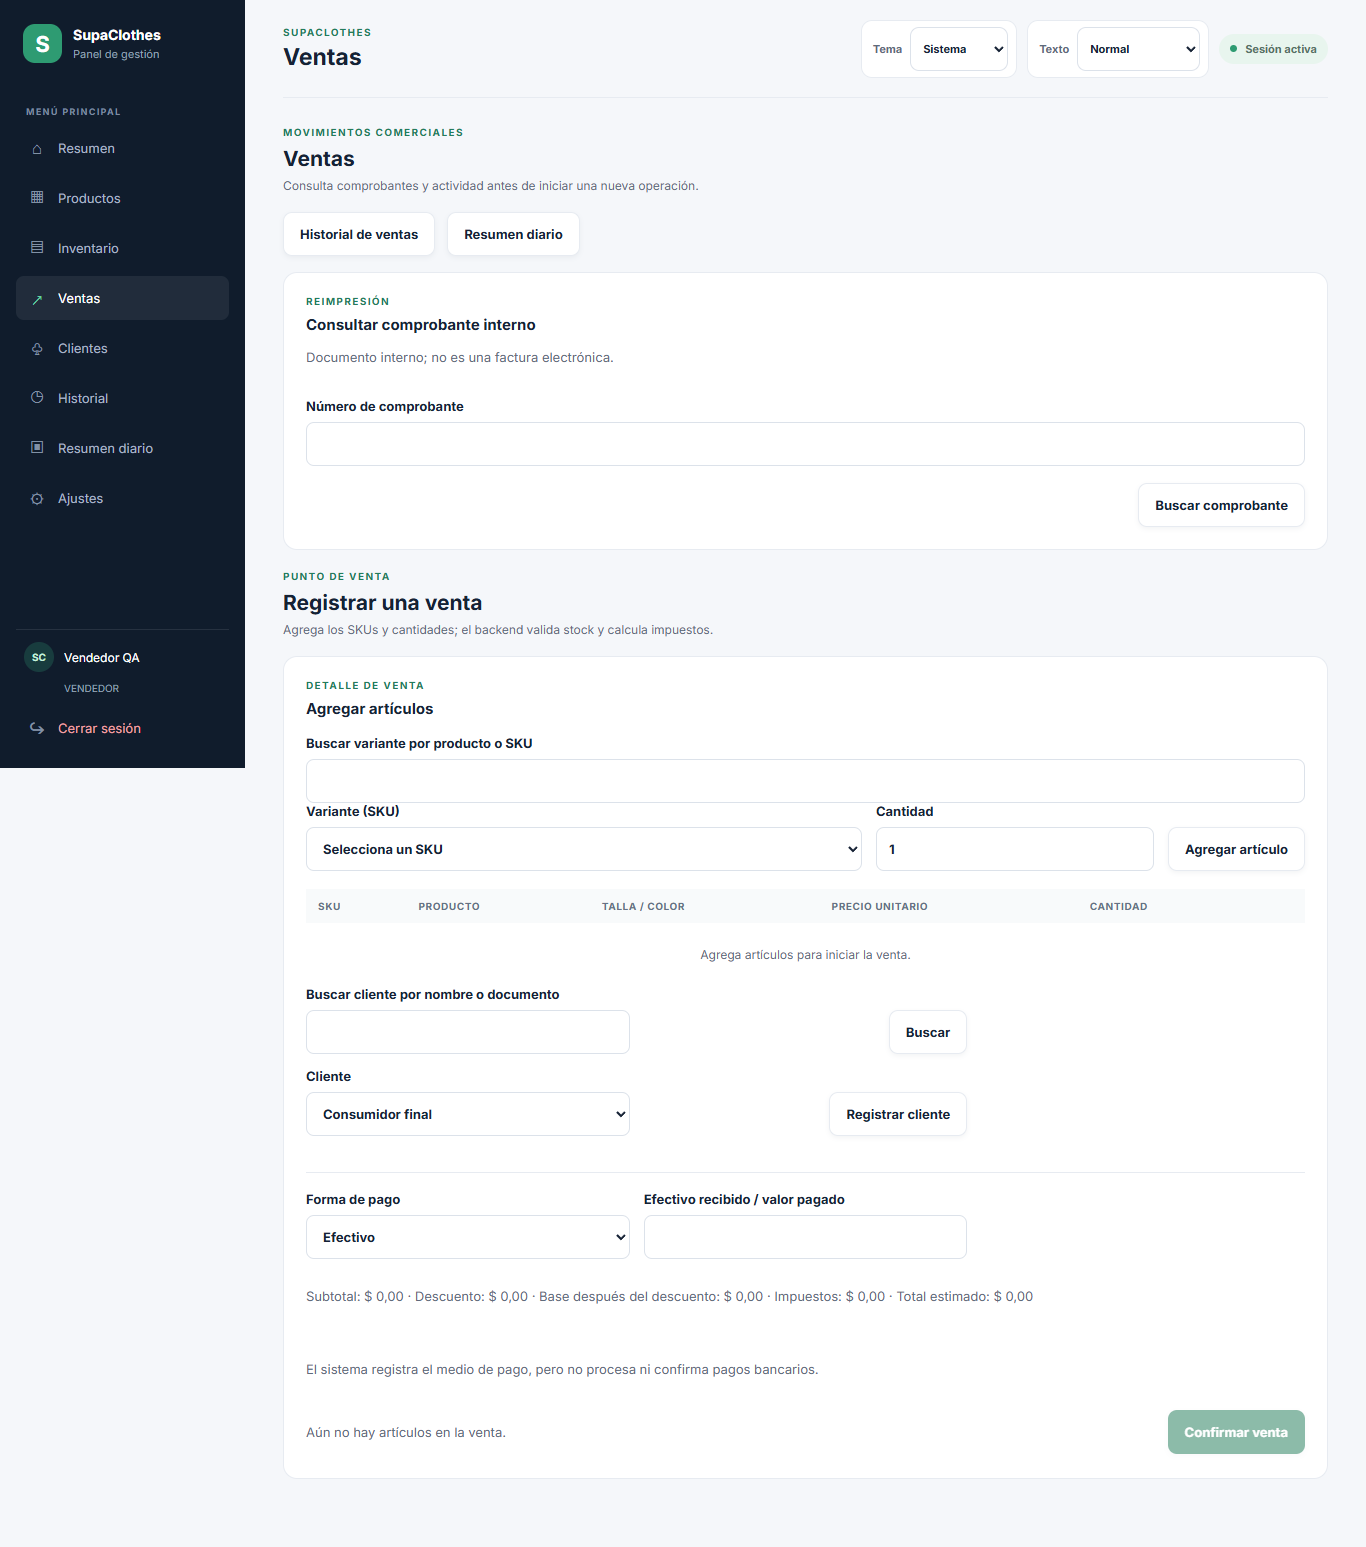 S
SupaClothes
Panel de gestión
MENÚ PRINCIPAL
Resumen
Productos
Inventario
Ventas
Clientes
Historial
Resumen diario
Ajustes
SC
Vendedor QA
VENDEDOR
Cerrar sesión
SUPACLOTHES
Ventas
Tema
Sistema
Texto
Normal
Sesión activa
MOVIMIENTOS COMERCIALES
Ventas
Consulta comprobantes y actividad antes de iniciar una nueva operación.
Historial de ventas
Resumen diario
REIMPRESIÓN
Consultar comprobante interno
Documento interno; no es una factura electrónica.
Número de comprobante
Buscar comprobante
PUNTO DE VENTA
Registrar una venta
Agrega los SKUs y cantidades; el backend valida stock y calcula impuestos.
DETALLE DE VENTA
Agregar artículos
Buscar variante por producto o SKU
Variante (SKU)
Cantidad
Selecciona un SKU
1
Agregar artículo
SKU PRODUCTO TALLA / COLOR PRECIO UNITARIO CANTIDAD
Agrega artículos para iniciar la venta.
Buscar cliente por nombre o documento
Buscar
Cliente
Consumidor final
Registrar cliente
Forma de pago
Efectivo recibido / valor pagado
Efectivo
Subtotal: $ 0,00 · Descuento: $ 0,00 · Base después del descuento: $ 0,00 · Impuestos: $ 0,00 · Total estimado: $ 0,00
El sistema registra el medio de pago, pero no procesa ni confirma pagos bancarios.
Aún no hay artículos en la venta.
Confirmar venta